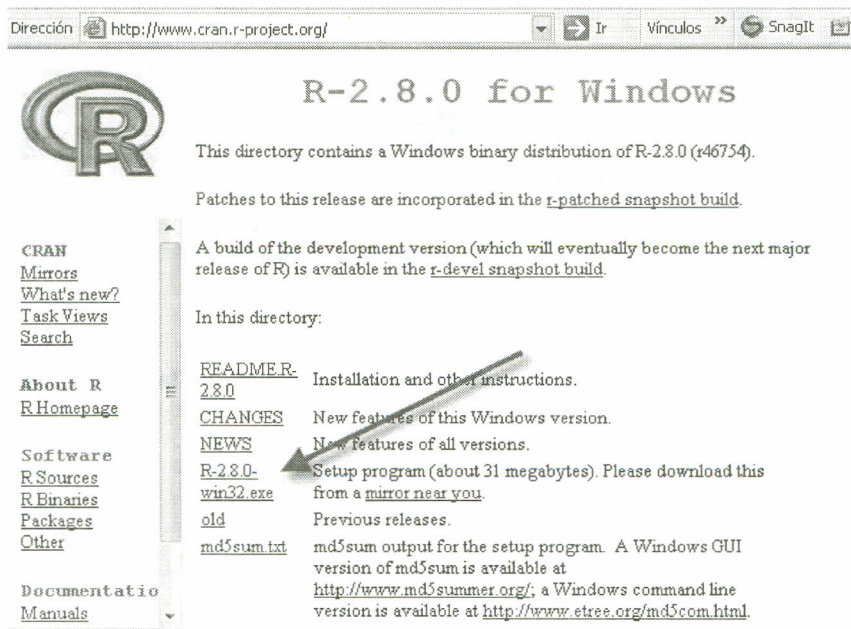 Dirección http://www.cran.r-project.org/ Ir Vínculos » SnagIt
R
R-2.8.0 for Windows
This directory contains a Windows binary distribution of R-2.8.0 (r46754).
Patches to this release are incorporated in the r-patched snapshot build.
A build of the development version (which will eventually become the next major
release of R) is available in the r-devel snapshot build.
In this directory:
README.R-
2.8.0
Installation and other instructions.
CHANGES New features of this Windows version.
NEWS New features of all versions.
R-2.8.0-
win32.exe
Setup program (about 31 megabytes). Please download this
from a mirror near you.
old Previous releases.
md5sum.txt md5sum output for the setup program. A Windows GUI
version of md5sum is available at
http://www.md5summer.org/; a Windows command line
version is available at http://www.etree.org/md5com.html.
CRAN
Mirrors
What's new?
Task Views
Search
About R
R Homepage
Software
R Sources
R Binaries
Packages
Other
Documentatio
Manuals